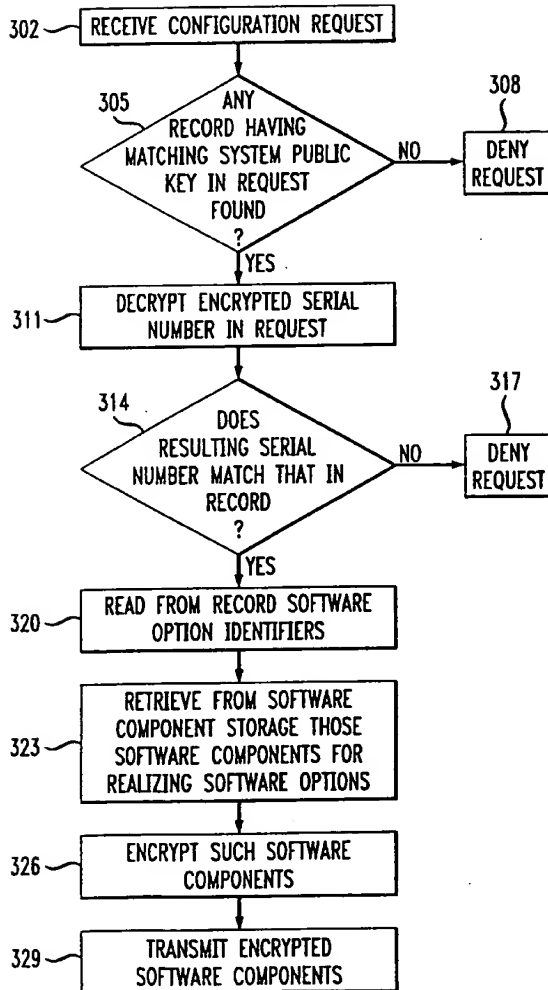 302
RECEIVE CONFIGURATION REQUEST
305
ANY
RECORD HAVING
MATCHING SYSTEM PUBLIC
KEY IN REQUEST
FOUND
?
NO
308
DENY
REQUEST
YES
311
DECRYPT ENCRYPTED SERIAL
NUMBER IN REQUEST
314
DOES
RESULTING SERIAL
NUMBER MATCH THAT IN
RECORD
?
NO
317
DENY
REQUEST
YES
320
READ FROM RECORD SOFTWARE
OPTION IDENTIFIERS
323
RETRIEVE FROM SOFTWARE
COMPONENT STORAGE THOSE
SOFTWARE COMPONENTS FOR
REALIZING SOFTWARE OPTIONS
326
ENCRYPT SUCH SOFTWARE
COMPONENTS
329
TRANSMIT ENCRYPTED
SOFTWARE COMPONENTS